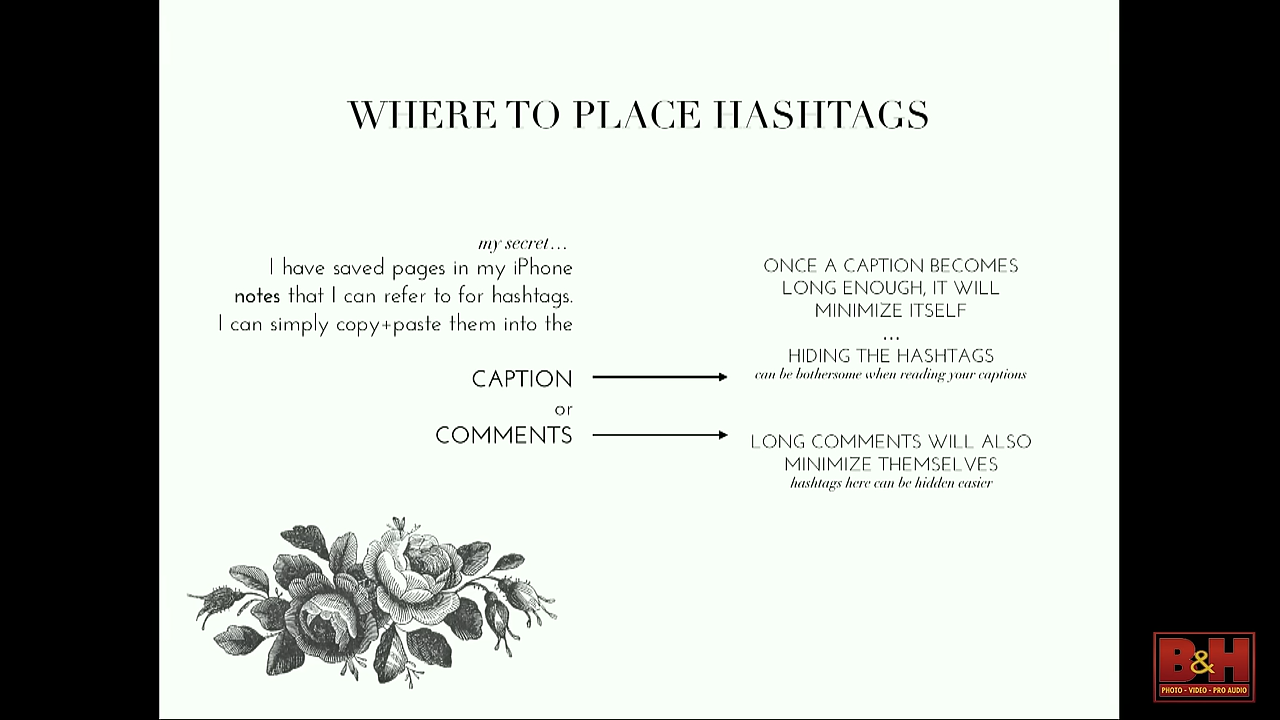 WHERE TO PLACE HASHTAGS
my secret...
I have saved pages in my iPhone
notes that I can refer to for hashtags.
I can simply copy+paste them into the
CAPTION
or
COMMENTS
ONCE A CAPTION BECOMES
LONG ENOUGH, IT WILL
MINIMIZE ITSELF
...
HIDING THE HASHTAGS
can be bothersome when reading your captions
LONG COMMENTS WILL ALSO
MINIMIZE THEMSELVES
hashtags here can be hidden easier
B&H
PHOTO - VIDEO - PRO AUDIO